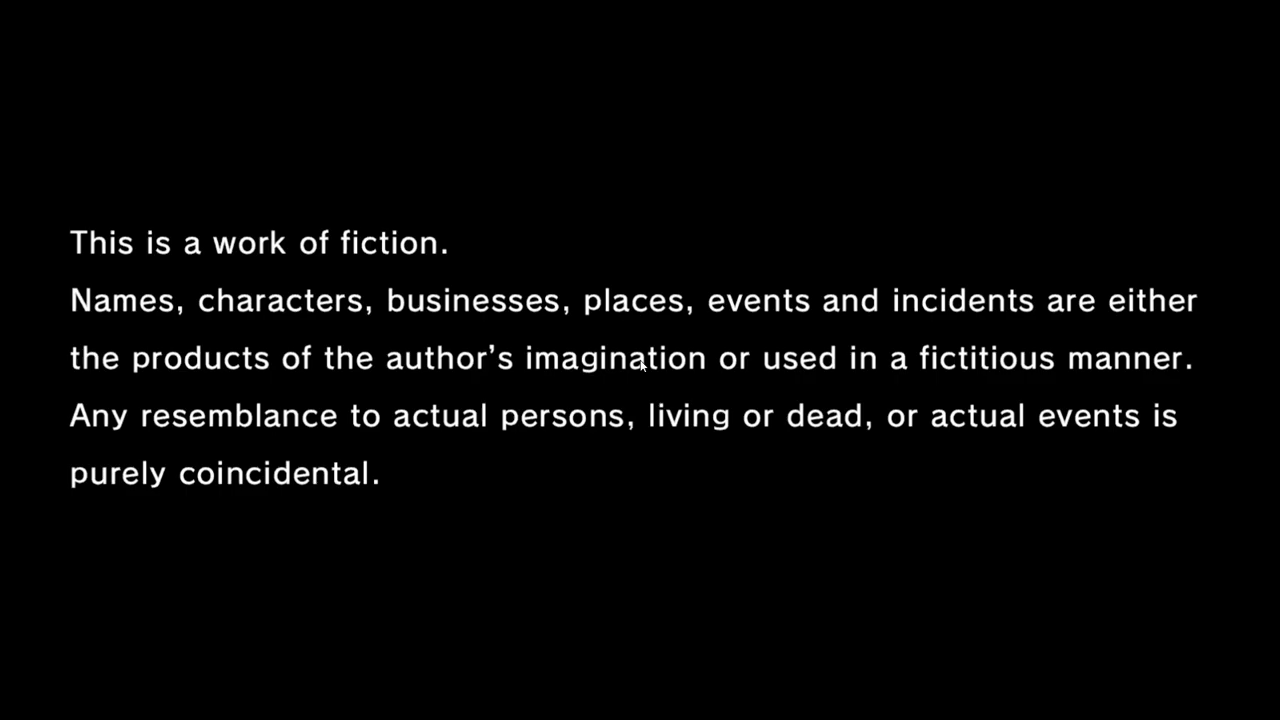 This is a work of fiction.
Names, characters, businesses, places, events and incidents are either
the products of the author’s imagination or used in a fictitious manner.
Any resemblance to actual persons, living or dead, or actual events is
purely coincidental.